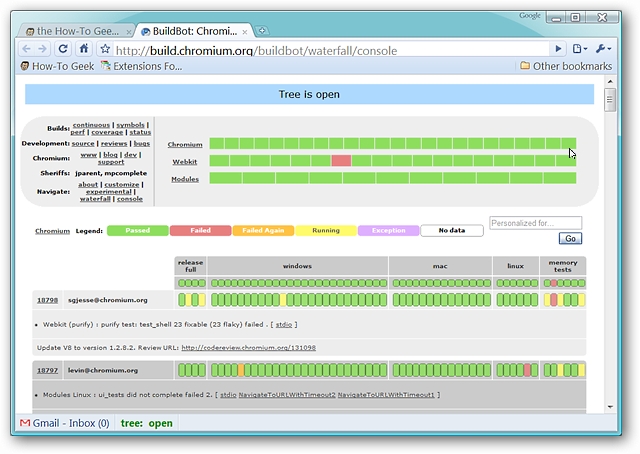 Google
the How-To Gee...
BuildBot: Chromi...
http://build.chromium.org/buildbot/waterfall/console
How-To Geek
Extensions Fo...
Other bookmarks
Tree is open
Builds: continuous | symbols | perf | coverage | status
Development: source | reviews | bugs
Chromium: www | blog | dev | support
Sheriffs: jparent, mpcomplete
Navigate: about | customize | experimental | waterfall | console
Chromium
Webkit
Modules
Chromium Legend: Passed Failed Failed Again Running Exception No data
Personalized for...
Go
release full
windows
mac
linux
memory tests
18798 sgjesse@chromium.org
Webkit (purify) : purify test: test_shell 23 fixable (23 flaky) failed . [ stdio ]
Update V8 to version 1.2.8.2. Review URL: http://codereview.chromium.org/131098
18797 levin@chromium.org
Modules Linux : ui_tests did not complete failed 2. [ stdio NavigateToURLWithTimeout2 NavigateToURLWithTimeout1 ]
Gmail - Inbox (0)
tree: open